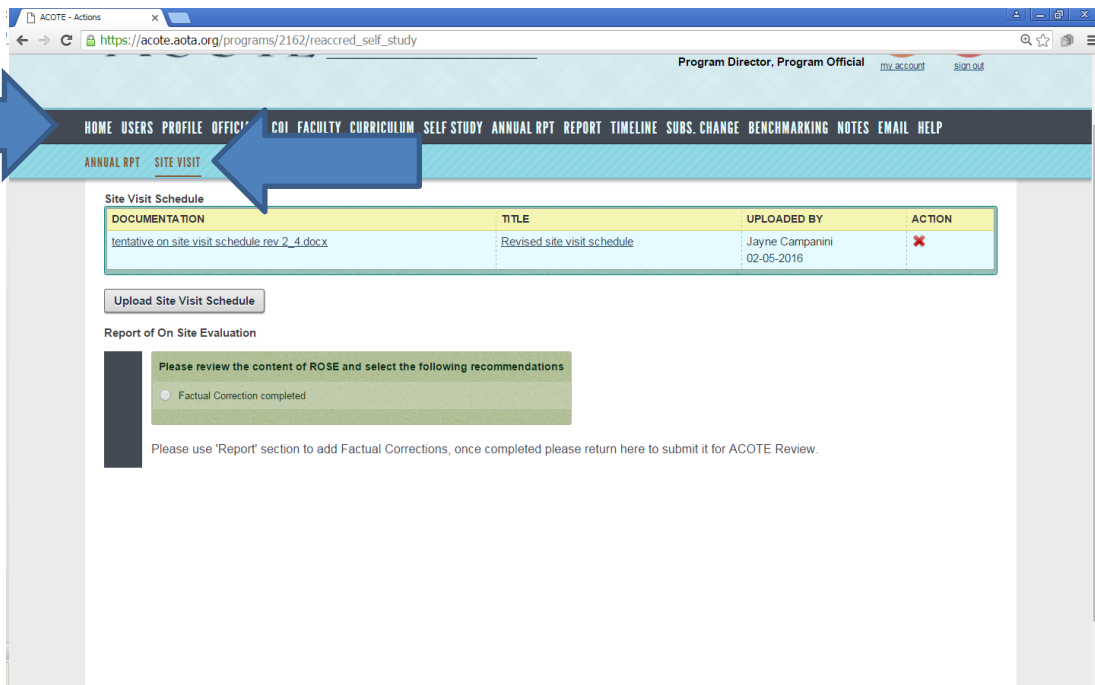 ACOTE - Actions
https://acote.aota.org/programs/2162/reaccred_self_study
Program Director, Program Official my account sign out
HOME USERS PROFILE COI FACULTY CURRICULUM SELF STUDY ANNUAL RPT REPORT TIMELINE SUBS. CHANGE BENCHMARKING NOTES EMAIL HELP
ANNUAL RPT SITE VISIT
Site Visit Schedule
DOCUMENTATION TITLE UPLOADED BY ACTION
tentative on site visit schedule rev 2_4.docx Revised site visit schedule Jayne Campanini
02-05-2016
Upload Site Visit Schedule
Report of On Site Evaluation
Please review the content of ROSE and select the following recommendations
Factual Correction completed
Please use 'Report' section to add Factual Corrections, once completed please return here to submit it for ACOTE Review.